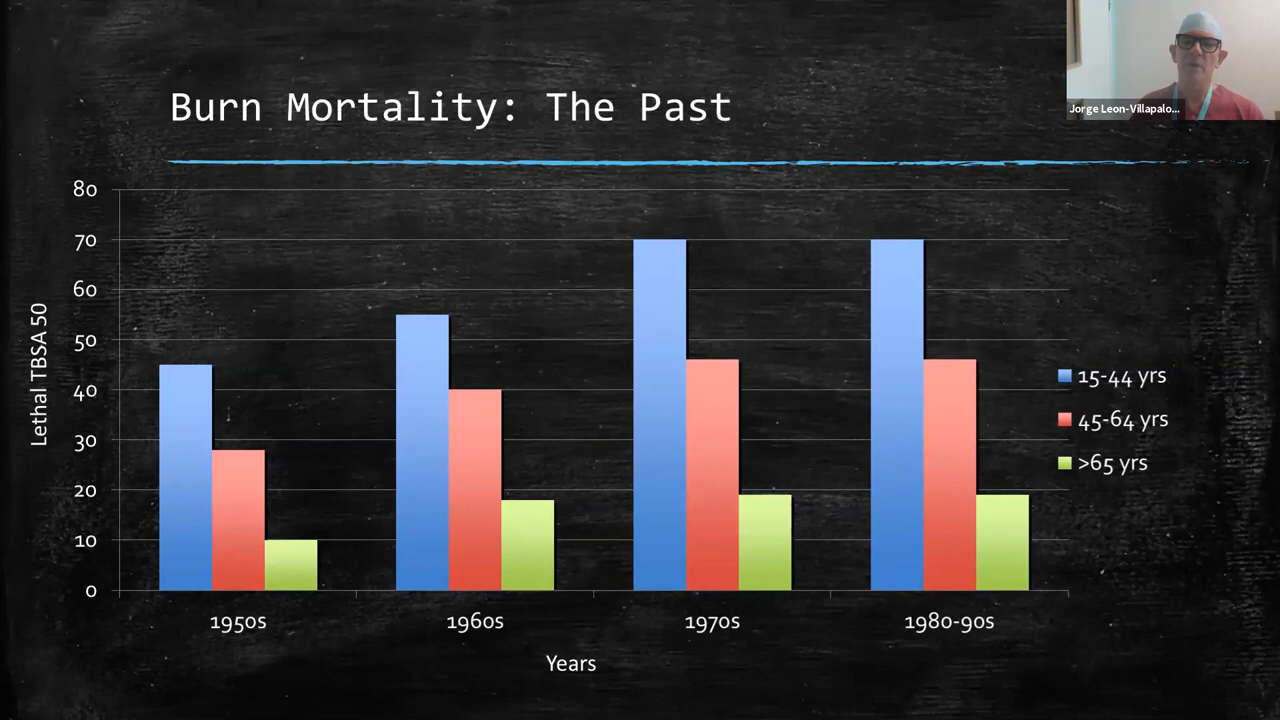 Jorge Leon-Villapalo...
Burn Mortality: The Past
Lethal TBSA 50
80
70
60
50
40
30
20
10
0
1950s
1960s
1970s
1980-90s
Years
15-44 yrs
45-64 yrs
>65 yrs